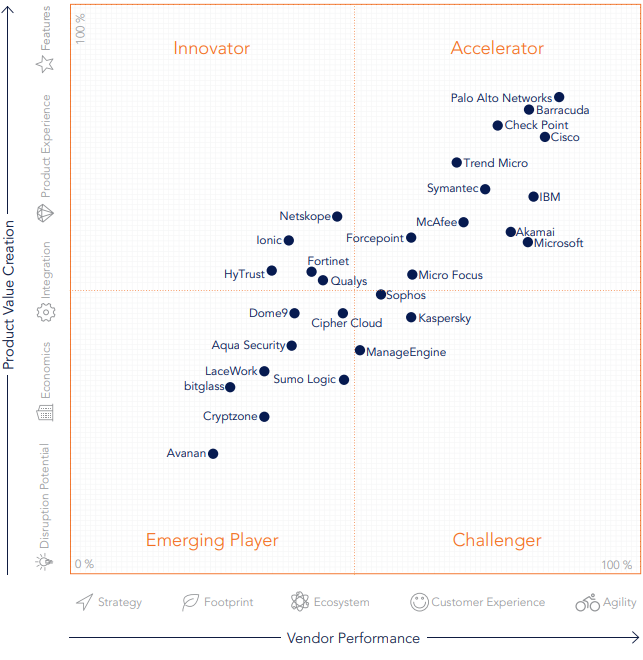 100 %
Innovator
Accelerator
Palo Alto Networks
Barracuda
Check Point
Cisco
Trend Micro
Symantec
IBM
Netskope
McAfee
Akamai
Ionic
Forcepoint
Microsoft
Fortinet
HyTrust
Qualys
Micro Focus
Sophos
Dome9
Cipher Cloud
Kaspersky
Aqua Security
ManageEngine
LaceWork
Sumo Logic
bitglass
Cryptzone
Avanan
Emerging Player
Challenger
0 %
100 %
Product Value Creation
Features
Product Experience
Integration
Economics
Disruption Potential
Strategy
Footprint
Ecosystem
Customer Experience
Agility
Vendor Performance